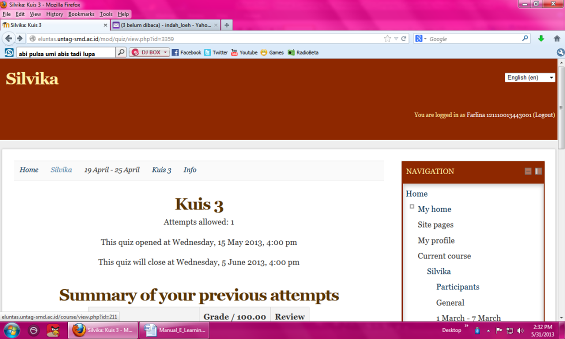 Silvika: Kuis 3 - Mozilla Firefox
File Edit View History Bookmarks Tools Help
Silvika: Kuis 3
(3 belum dibaca) - indah_loeh - Yaho...
eluntas.untag-smd.ac.id/mod/quiz/view.php?id=3359
Google
abi pulsa umi abis tadi lupa
DJ BOX
Facebook
Twitter
Youtube
Games
RadioBeta
Silvika
English (en)
You are logged in as Farlina 121110013443001 (Logout)
Home Silvika 19 April - 25 April Kuis 3 Info
Kuis 3
Attempts allowed: 1
This quiz opened at Wednesday, 15 May 2013, 4:00 pm
This quiz will close at Wednesday, 5 June 2013, 4:00 pm
Summary of your previous attempts
Grade / 100.00 Review
NAVIGATION
Home
My home
Site pages
My profile
Current course
Silvika
Participants
General
1 March - 7 March
eluntas.untag-smd.ac.id/course/view.php?id=211
Silvika: Kuis 3 - M...
Manual_E_Learnin...
Desktop
2:32 PM
5/31/2013